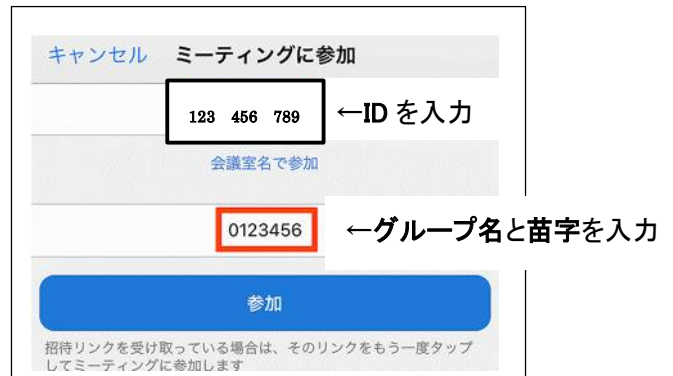 キャンセル ミーティングに参加
123 456 789 ←IDを入力
会議室名で参加
0123456 ←グループ名と苗字を入力
参加
招待リンクを受け取っている場合は、そのリンクをもう一度タップ
してミーティングに参加します